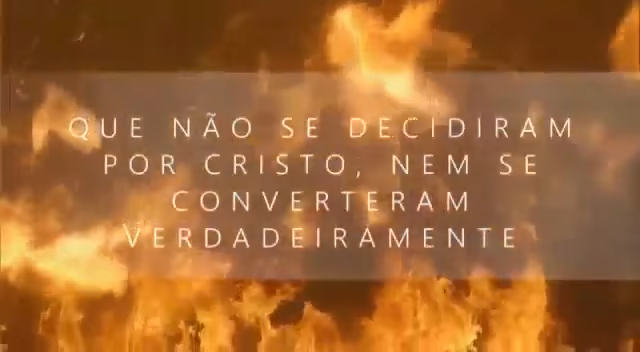 QUE NÃO SE DECIDIRAM
POR CRISTO, NEM SE
CONVERTERAM
VERDADEIRAMENTE